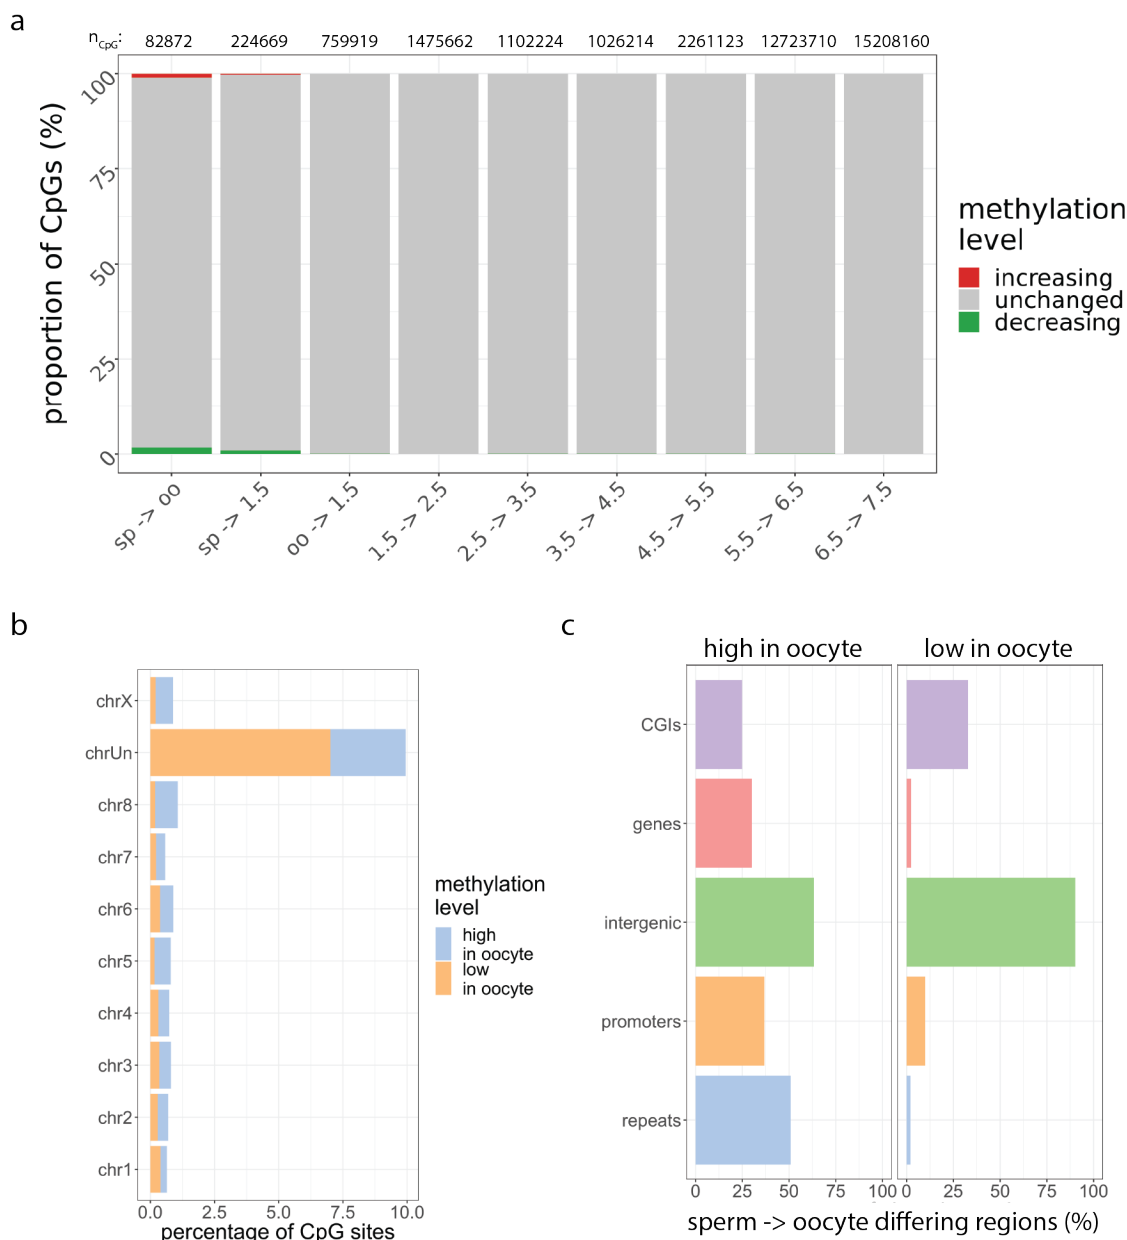 a
nCpG: 82872 224669 759919 1475662 1102224 1026214 2261123 12723710 15208160
proportion of CpGs (%)
100
75
50
25
0
sp -> oo
sp -> 1.5
oo -> 1.5
1.5 -> 2.5
2.5 -> 3.5
3.5 -> 4.5
4.5 -> 5.5
5.5 -> 6.5
6.5 -> 7.5
methylation
level
increasing
unchanged
decreasing
b
chrX
chrUn
chr8
chr7
chr6
chr5
chr4
chr3
chr2
chr1
0.0 2.5 5.0 7.5 10.0
percentage of CpG sites
methylation
level
high
in oocyte
low
in oocyte
c
high in oocyte low in oocyte
CGIs
genes
intergenic
promoters
repeats
0 25 50 75 100 0 25 50 75 100
sperm -> oocyte differing regions (%)